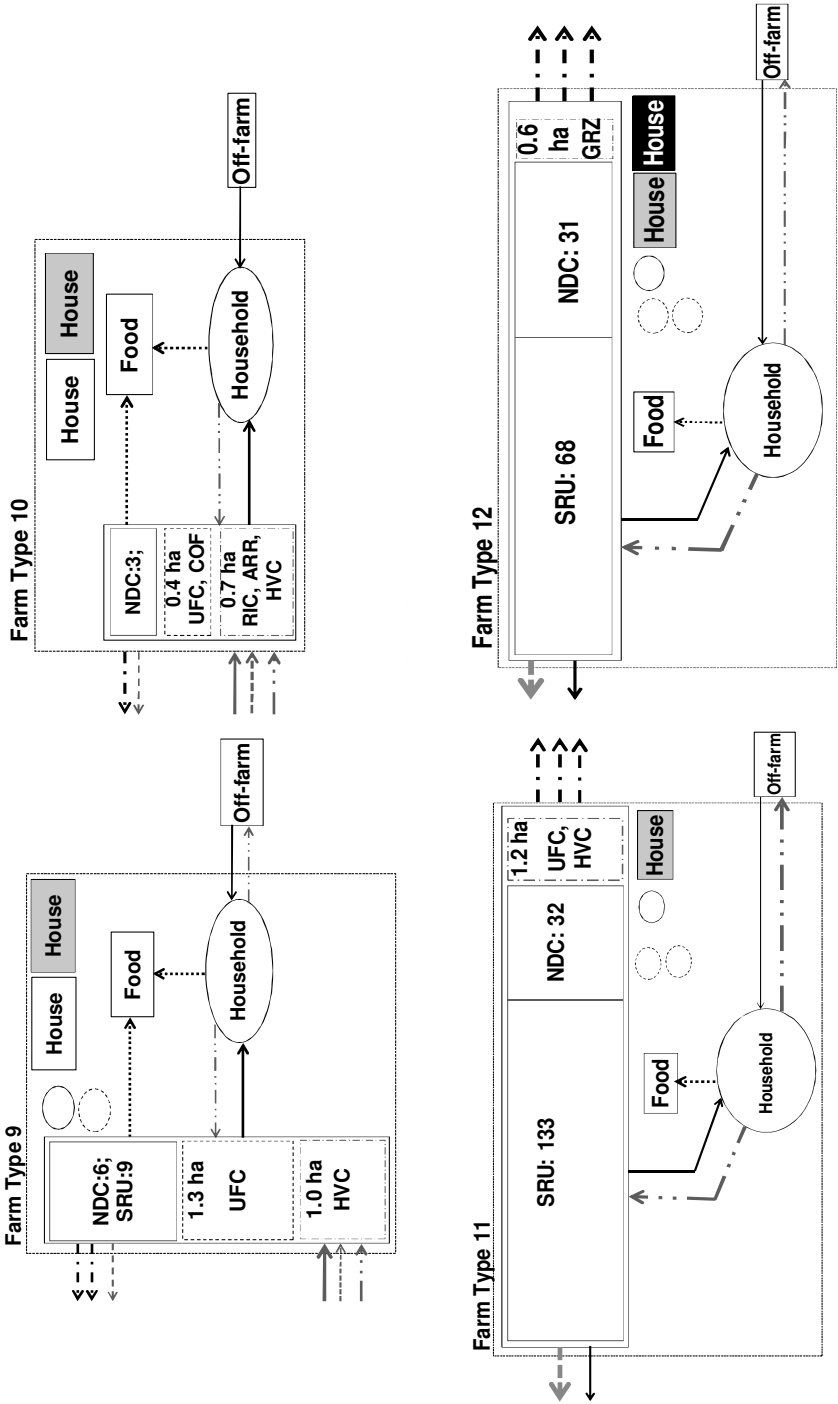 Farm Type 9
NDC:6;
SRU:9
1.3 ha
UFC
1.0 ha
HVC
House
House
Food
Household
Off-farm
Farm Type 10
NDC:3;
0.4 ha
UFC, COF
0.7 ha
RIC, ARR,
HVC
House
House
Food
Household
Off-farm
Farm Type 11
SRU: 133
NDC: 32
1.2 ha
UFC,
HVC
House
Food
Household
Off-farm
Farm Type 12
SRU: 68
NDC: 31
0.6
ha
GRZ
House
House
Food
Household
Off-farm